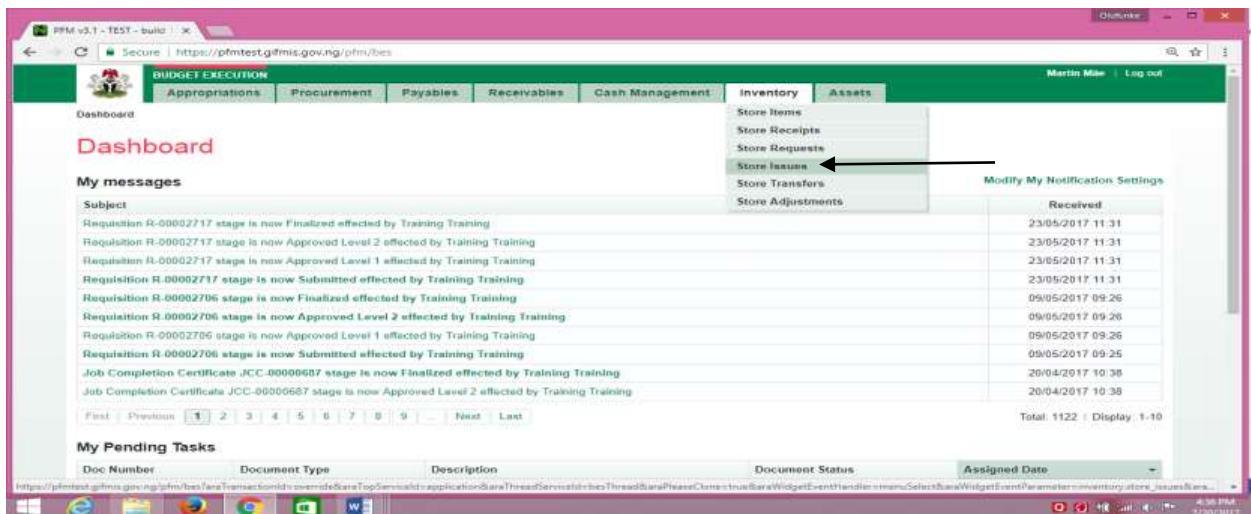 Olufunke
PFM v3.1 - TEST - build
Secure | https://pfmtest.gifmis.gov.ng/pfm/bes
BUDGET EXECUTION
Martin Mäe | Log out
Appropriations Procurement Payables Receivables Cash Management Inventory Assets
Dashboard
Store Items
Store Receipts
Store Requests
Store Issues
Store Transfers
Store Adjustments
Dashboard
My messages
Modify My Notification Settings
Subject Received
Requisition R-00002717 stage is now Finalized effected by Training Training 23/05/2017 11:31
Requisition R-00002717 stage is now Approved Level 2 effected by Training Training 23/05/2017 11:31
Requisition R-00002717 stage is now Approved Level 1 effected by Training Training 23/05/2017 11:31
Requisition R-00002717 stage is now Submitted effected by Training Training 23/05/2017 11:31
Requisition R-00002706 stage is now Finalized effected by Training Training 09/05/2017 09:26
Requisition R-00002706 stage is now Approved Level 2 effected by Training Training 09/05/2017 09:26
Requisition R-00002706 stage is now Approved Level 1 effected by Training Training 09/05/2017 09:26
Requisition R-00002706 stage is now Submitted effected by Training Training 09/05/2017 09:25
Job Completion Certificate JCC-00000687 stage is now Finalized effected by Training Training 20/04/2017 10:38
Job Completion Certificate JCC-00000687 stage is now Approved Level 2 effected by Training Training 20/04/2017 10:38
First Previous 1 2 3 4 5 6 7 8 9 ... Next Last Total: 1122 | Display: 1-10
My Pending Tasks
Doc Number Document Type Description Document Status Assigned Date
4:36 PM